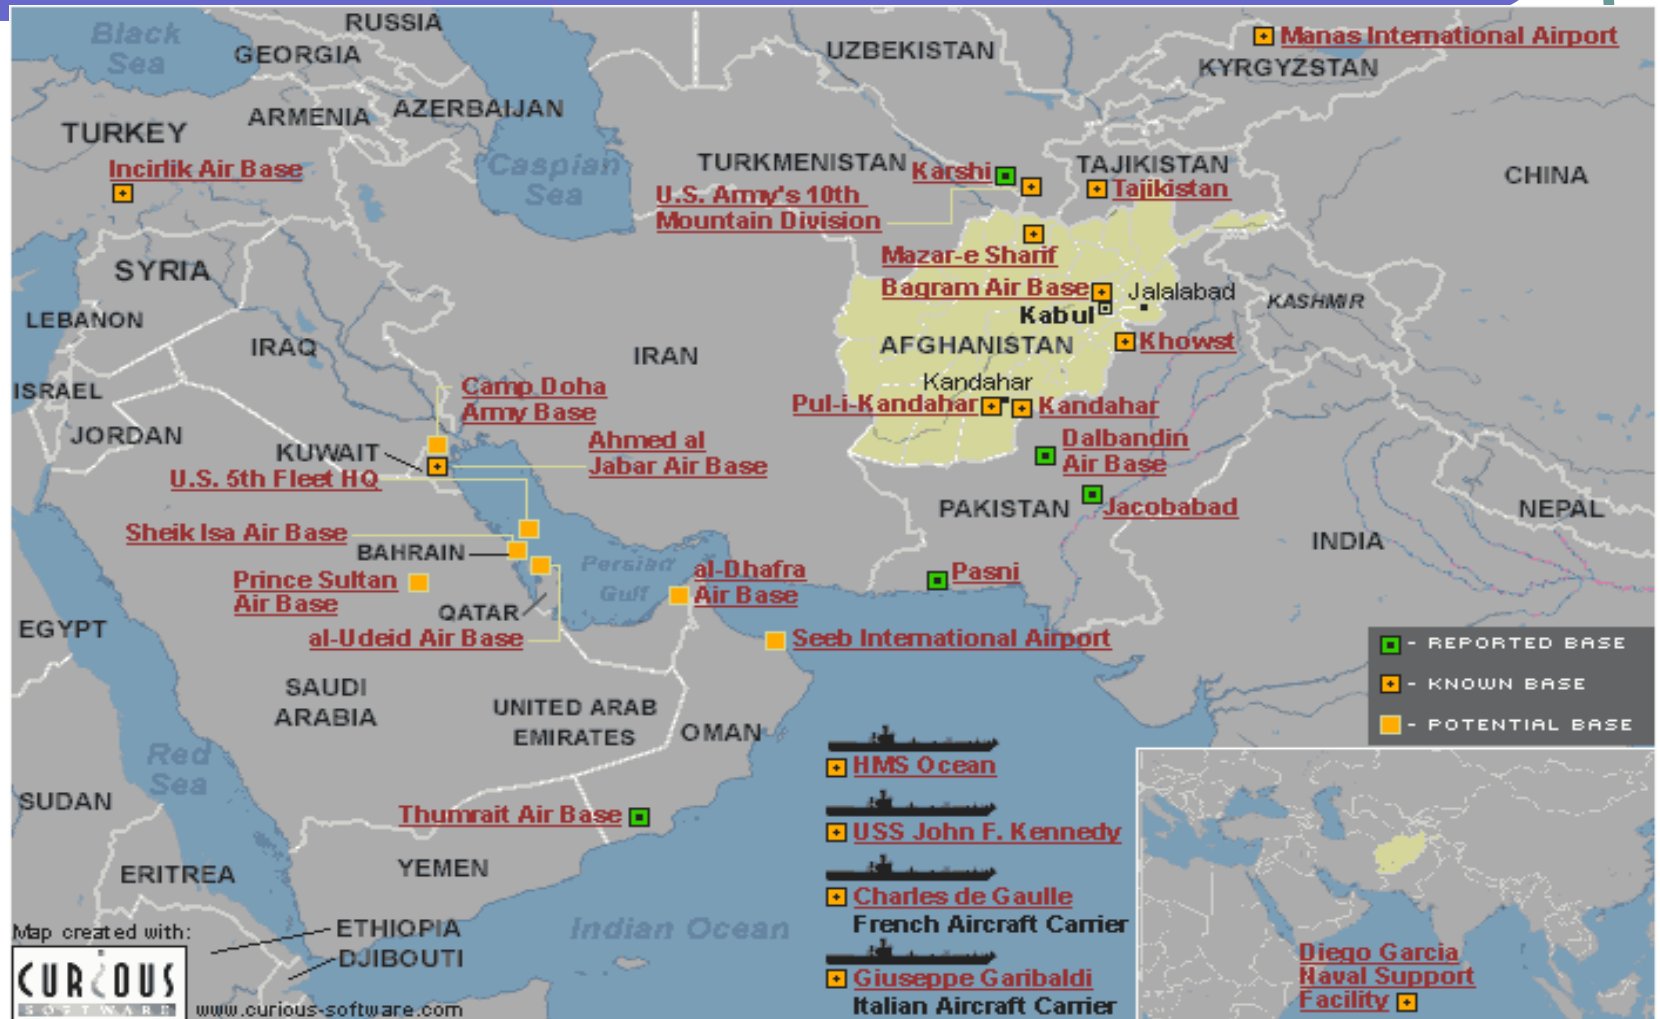 Black
Sea
RUSSIA
GEORGIA
UZBEKISTAN
Manas International Airport
KYRGYZSTAN
ARMENIA
AZERBAIJAN
TURKEY
Incirlik Air Base
Caspian
Sea
TURKMENISTAN
Karshi
TAJIKISTAN
Tajikistan
CHINA
U.S. Army's 10th
Mountain Division
Mazar-e Sharif
SYRIA
Bagram Air Base
Jalalabad
KASHMIR
Kabul
LEBANON
IRAQ
IRAN
AFGHANISTAN
Khowst
ISRAEL
Camp Doha
Army Base
Kandahar
Pul-i-Kandahar
Kandahar
JORDAN
KUWAIT
Ahmed al
Jabar Air Base
Dalbandin
Air Base
U.S. 5th Fleet HQ
PAKISTAN
Jacobabad
NEPAL
Sheik Isa Air Base
BAHRAIN
INDIA
Persian
Gulf
al-Dhafra
Air Base
Pasni
Prince Sultan
Air Base
QATAR
EGYPT
al-Udeid Air Base
Seeb International Airport
REPORTED BASE
- KNOWN BASE
- POTENTIAL BASE
SAUDI
ARABIA
UNITED ARAB
EMIRATES
OMAN
Red
Sea
HMS Ocean
SUDAN
Thumrait Air Base
USS John F. Kennedy
ERITREA
YEMEN
Charles de Gaulle
French Aircraft Carrier
Map created with:
ETHIOPIA
DJIBOUTI
Indian Ocean
Giuseppe Garibaldi
Italian Aircraft Carrier
Diego Garcia
Naval Support
Facility
CURIOUS
SOFTWARE
www.curious-software.com